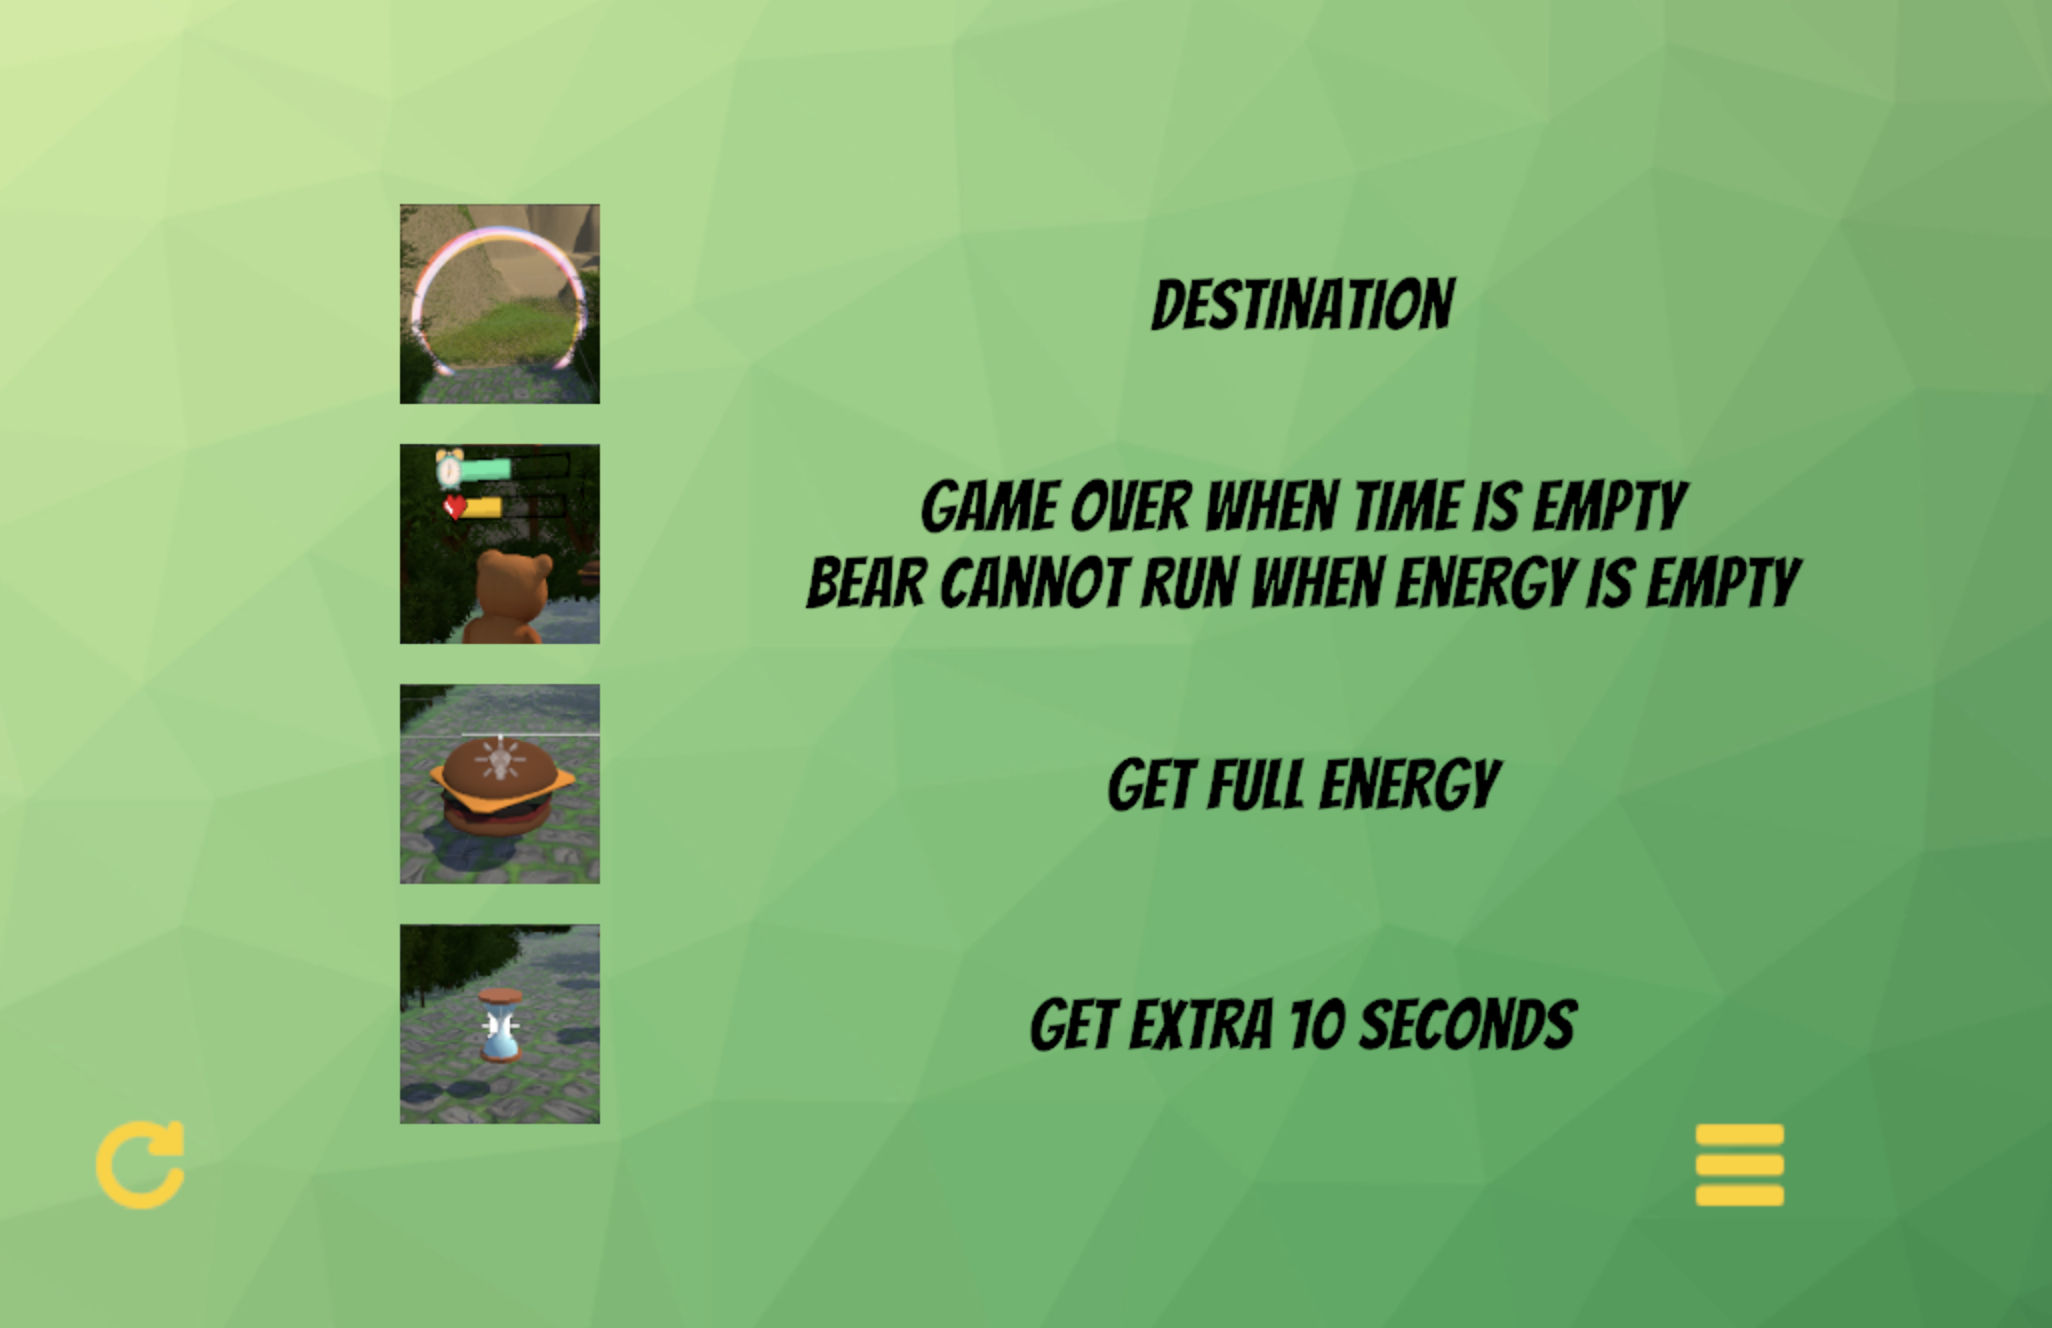 DESTINATION
GAME OVER WHEN TIME IS EMPTY
BEAR CANNOT RUN WHEN ENERGY IS EMPTY
GET FULL ENERGY
GET EXTRA 10 SECONDS